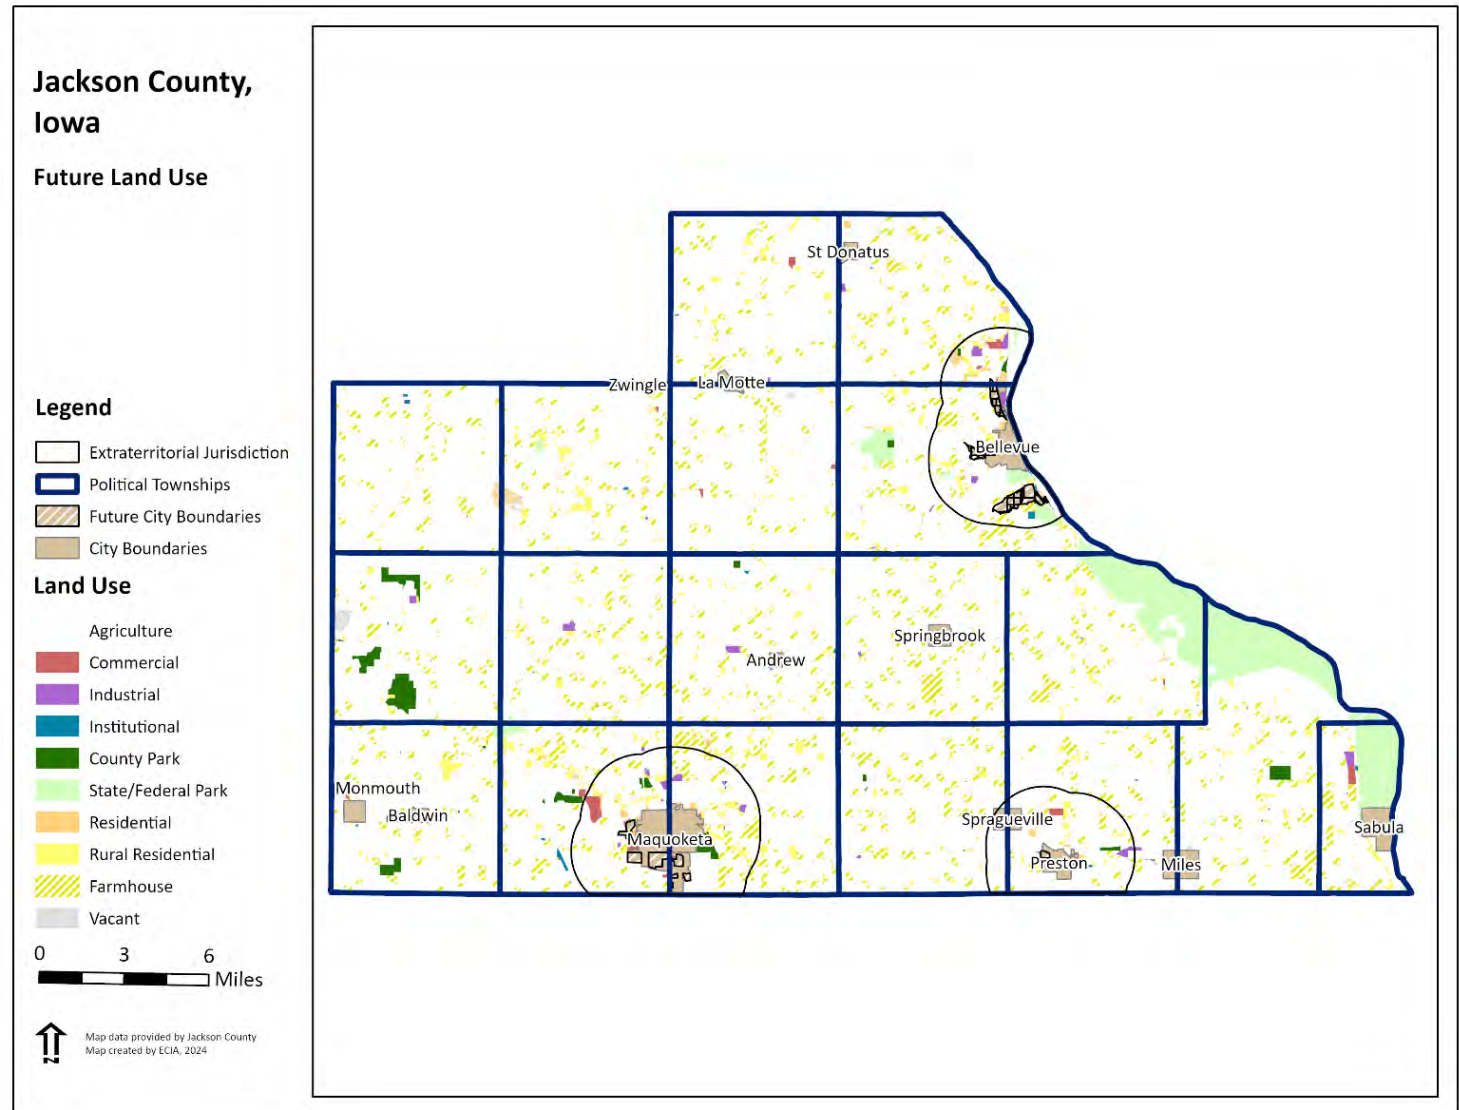 Jackson County,
Iowa
Future Land Use
Legend
Extraterritorial Jurisdiction
Political Townships
Future City Boundaries
City Boundaries
Land Use
Agriculture
Commercial
Industrial
Institutional
County Park
State/Federal Park
Residential
Rural Residential
Farmhouse
Vacant
0 3 6
Miles
N
Map data provided by Jackson County
Map created by ECIA, 2024
St Donatus
Zwingle
La Motte
Bellevue
Springbrook
Andrew
Monmouth
Baldwin
Maquoketa
Spragueville
Preston
Miles
Sabula